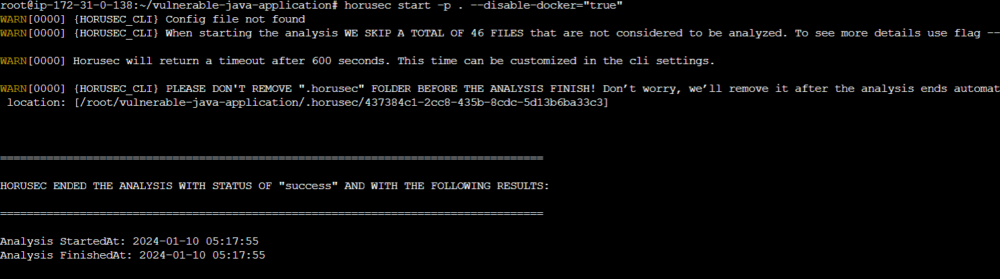 root@ip-172-31-0-138:~/vulnerable-java-application# horusec start -p . --disable-docker="true"
WARN[0000] {HORUSEC_CLI} Config file not found
WARN[0000] {HORUSEC_CLI} When starting the analysis WE SKIP A TOTAL OF 46 FILES that are not considered to be analyzed. To see more details use flag --
WARN[0000] Horusec will return a timeout after 600 seconds. This time can be customized in the cli settings.
WARN[0000] {HORUSEC_CLI} PLEASE DON'T REMOVE ".horusec" FOLDER BEFORE THE ANALYSIS FINISH! Don’t worry, we’ll remove it after the analysis ends automat
location: [/root/vulnerable-java-application/.horusec/437384c1-2cc8-435b-8cdc-5d13b6ba33c3]
==================================================================================
HORUSEC ENDED THE ANALYSIS WITH STATUS OF "success" AND WITH THE FOLLOWING RESULTS:
==================================================================================
Analysis StartedAt: 2024-01-10 05:17:55
Analysis FinishedAt: 2024-01-10 05:17:55